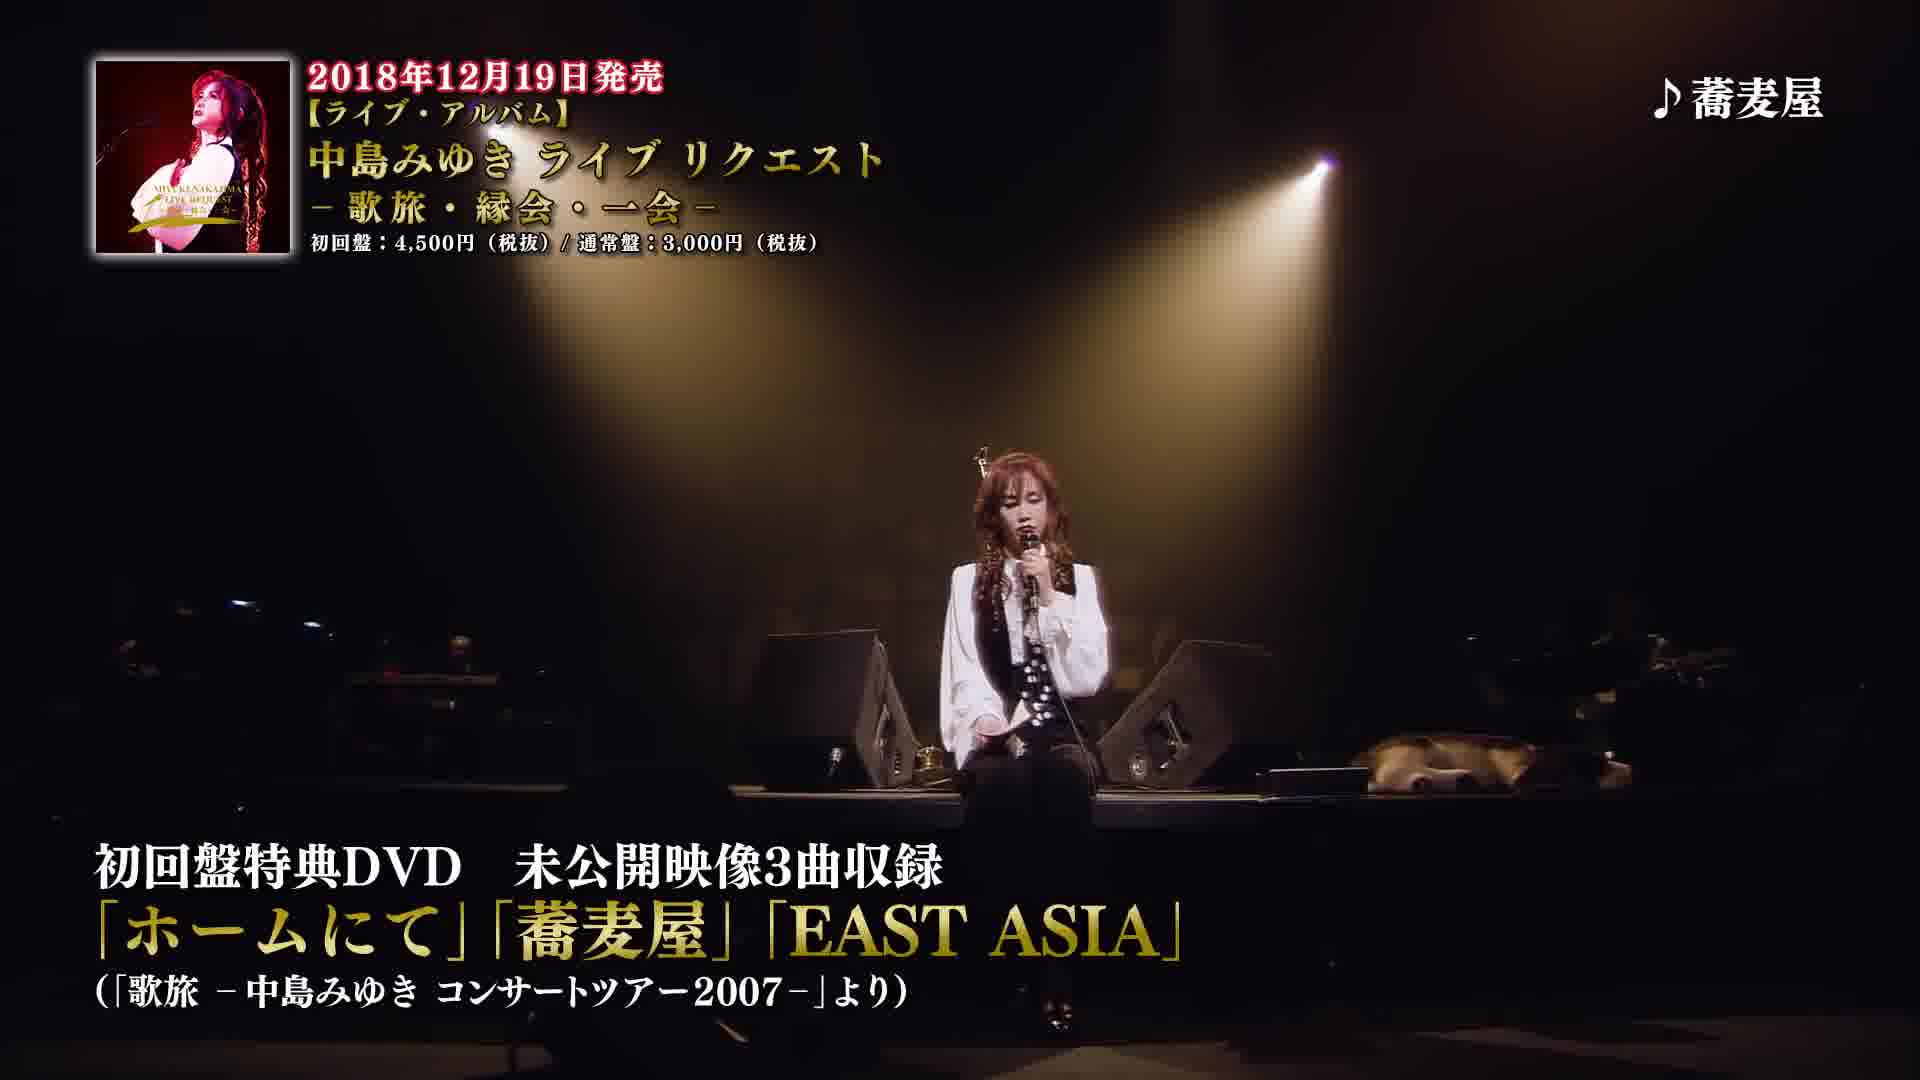 2018年12月19日発売
【ライブ・アルバム】
中島みゆき ライブ リクエスト
－歌旅・縁会・一会－
初回盤：4,500円（税抜）/ 通常盤：3,000円（税抜）
♪蕎麦屋
MIYUKI NAKAJIMA
LIVE REQUEST
初回盤特典DVD　未公開映像3曲収録
「ホームにて」「蕎麦屋」「EAST ASIA」
（「歌旅 －中島みゆき コンサートツアー2007－」より）